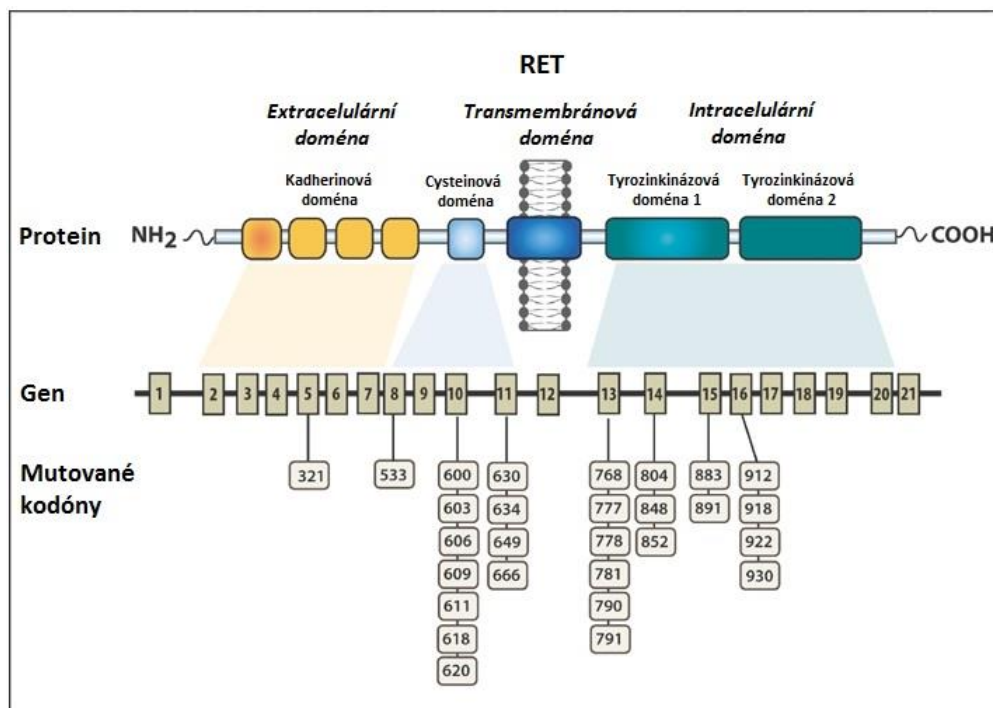 RET
Extracelulární
doména
Transmembránová
doména
Intracelulární
doména
Kadherinová
doména
Cysteinová
doména
Tyrozinkinázová
doména 1
Tyrozinkinázová
doména 2
Protein
NH2
COOH
Gen
1 2 3 4 5 6 7 8 9 10 11 12 13 14 15 16 17 18 19 20 21
Mutované
kodóny
321 533 600 630 768 804 883 912
603 634 777 848 891 918
606 649 778 852 922
609 666 781 930
611 790
618 791
620